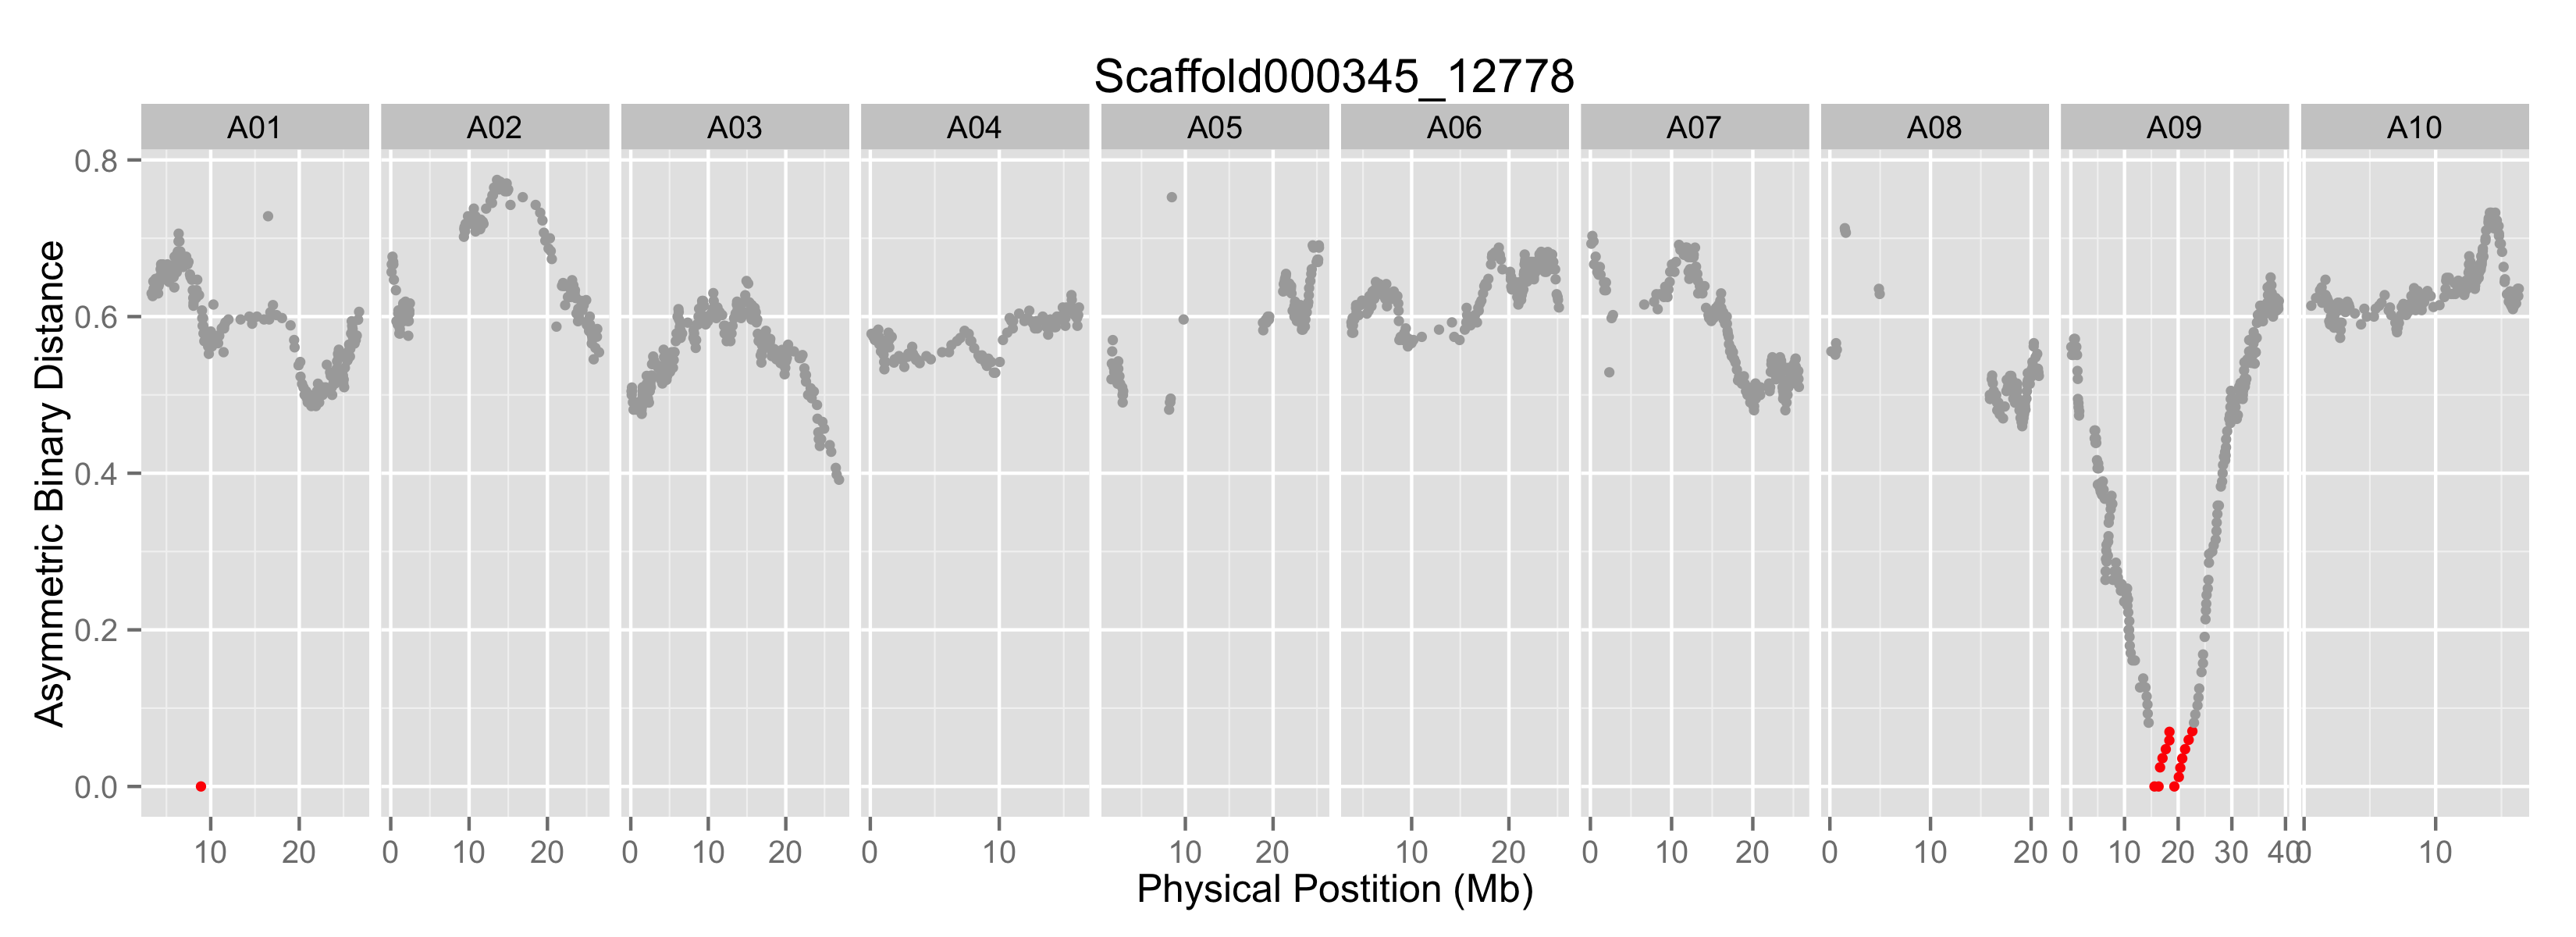 Scaffold000345_12778
A01 A02 A03 A04 A05 A06 A07 A08 A09 A10
Asymmetric Binary Distance
0.8
0.6
0.4
0.2
0.0
10 20 0 10 20 0 10 20 0 10 10 20 10 20 0 10 20 0 10 20 0 10 20 30 40 0 10
Physical Postition (Mb)